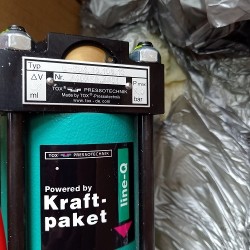 Typ
ΔV Nr. P max
TOX PRESSOTECHNIK
Made by TOX® Pressotechnik
ml www.tox-de.com bar
TOX PRESSOTECHNIK
Powered by
Kraft-
paket
line-Q